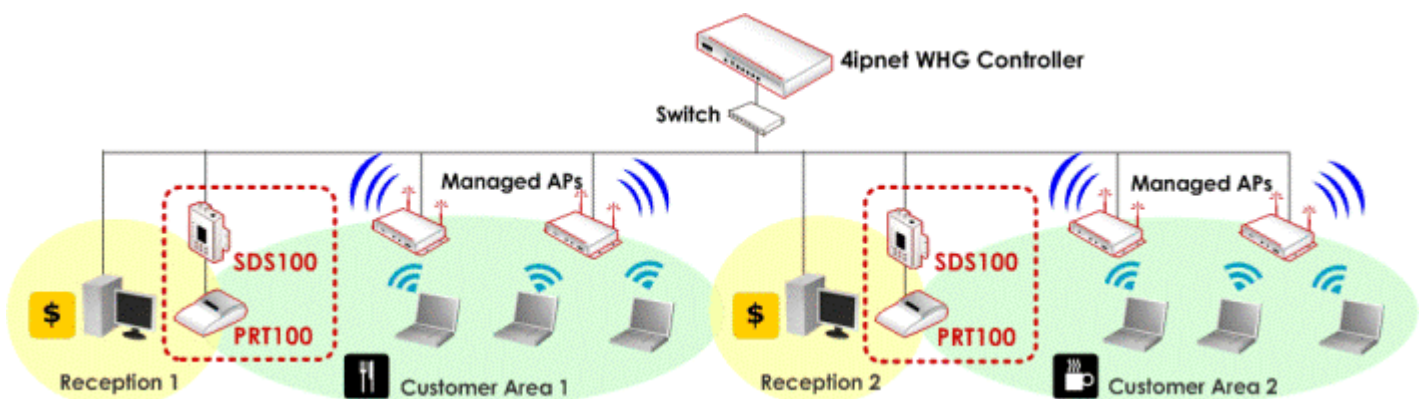 4ipnet WHG Controller
Switch
Managed APs
Managed APs
SDS100
SDS100
$
PRT100
$
PRT100
Reception 1
Customer Area 1
Reception 2
Customer Area 2